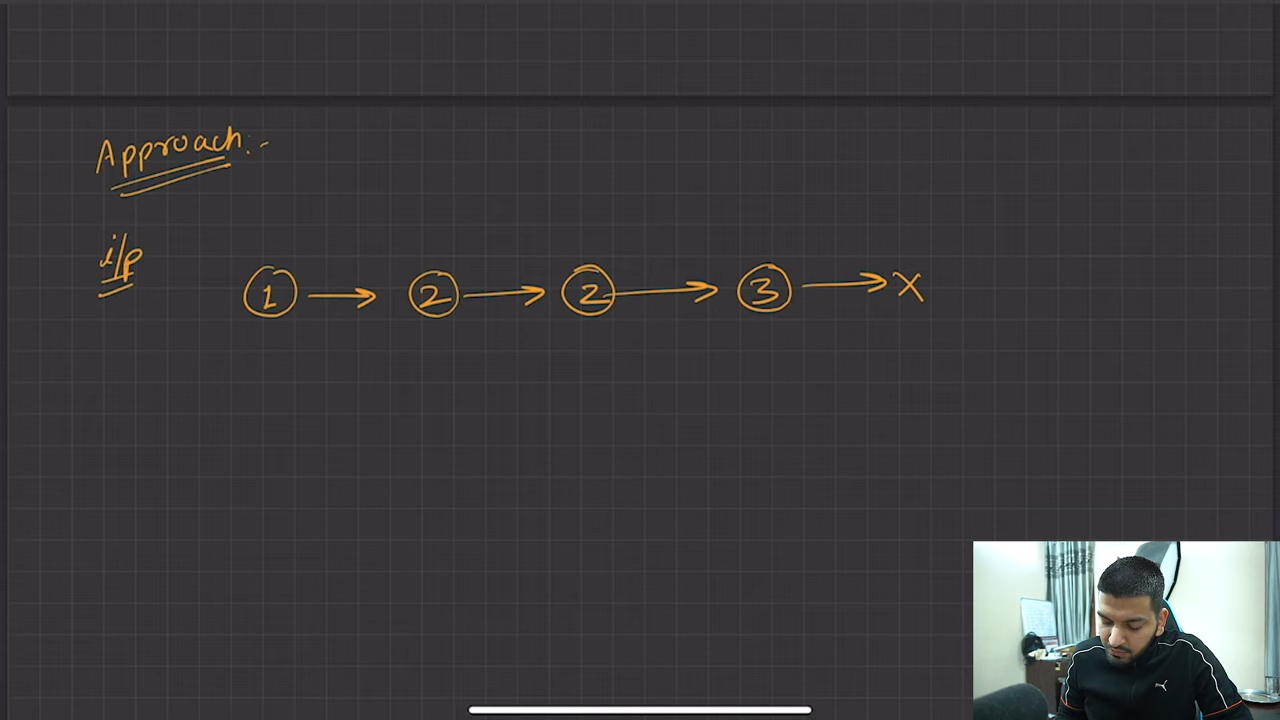 Approach:-
i/p
1 → 2 → 2 → 3 → X